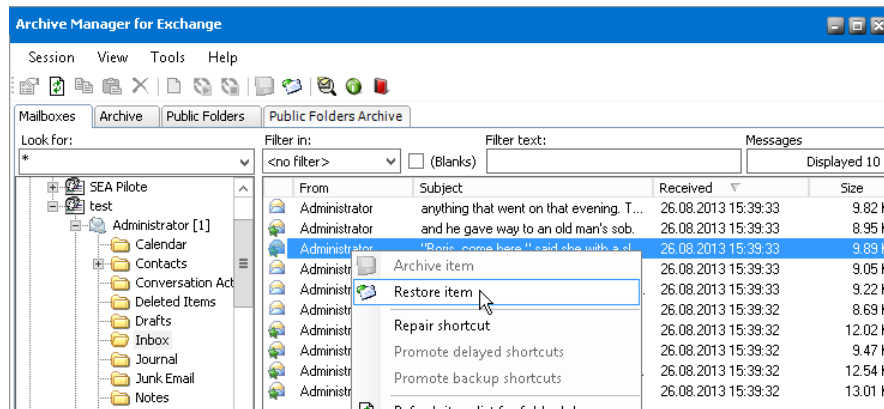 Archive Manager for Exchange
Session View Tools Help
Mailboxes Archive Public Folders Public Folders Archive
Look for: Filter in: Filter text: Messages
* <no filter> (Blanks) Displayed 10
From Subject Received Size
SEA Pilote
test
Administrator [1]
Calendar
Contacts
Conversation Act
Deleted Items
Drafts
Inbox
Journal
Junk Email
Notes
Administrator anything that went on that evening. T... 26.08.2013 15:39:33 9.82
Administrator and he gave way to an old man's sob. 26.08.2013 15:39:33 8.95
Administrator "Boris, come here," said she with a sl 26.08.2013 15:39:33 9.89
Administr 26.08.2013 15:39:33 9.05
Administr 26.08.2013 15:39:33 9.22
Administr 26.08.2013 15:39:32 8.69
Administr 26.08.2013 15:39:32 12.02
Administr 26.08.2013 15:39:32 9.47
Administr 26.08.2013 15:39:32 12.54
Administr 26.08.2013 15:39:32 13.01
Archive item
Restore item
Repair shortcut
Promote delayed shortcuts
Promote backup shortcuts